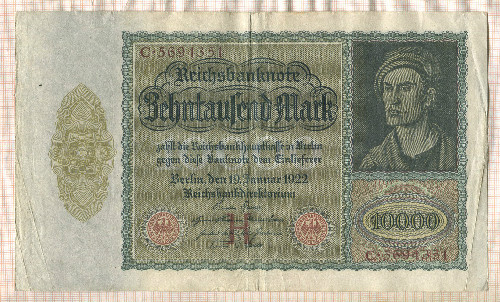 C·5694351
Reichsbanknote
Zehntausend Mark
zahlt die Reichsbankhauptkasse in Berlin
gegen diese Banknote dem Einlieferer
Berlin, den 19. Januar 1922
Reichsbankdirektorium
H
10000
C·5694351